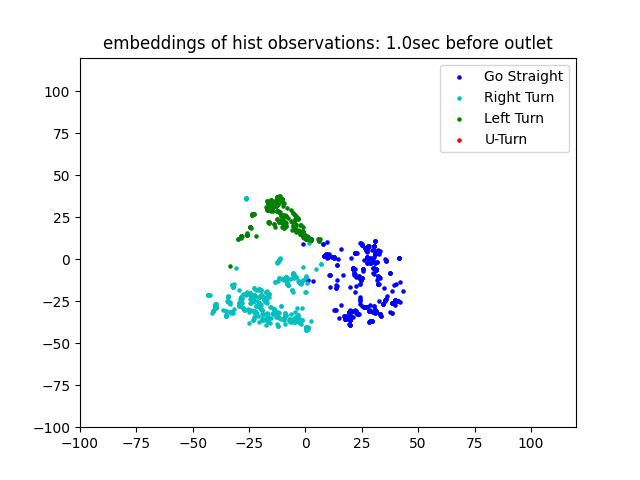 embeddings of hist observations: 1.0sec before outlet
Go Straight
Right Turn
Left Turn
U-Turn
100
75
50
25
0
−25
−50
−75
−100
−100 −75 −50 −25 0 25 50 75 100